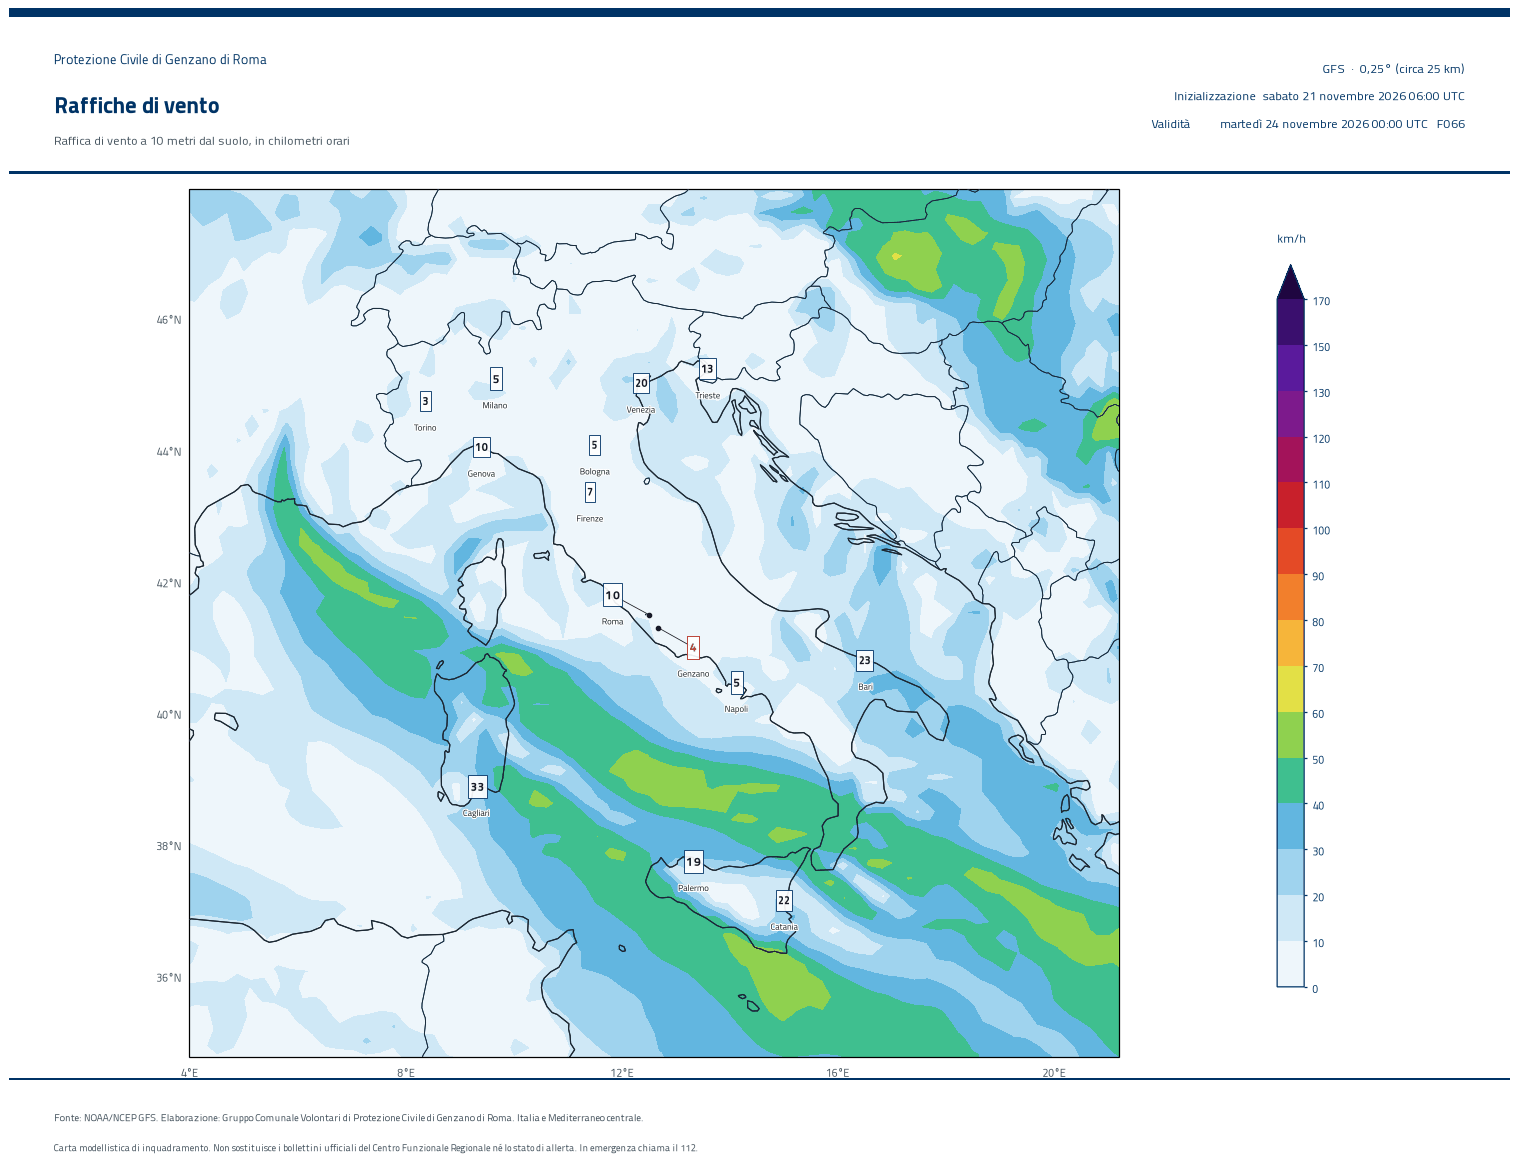 Protezione Civile di Genzano di Roma
Raffiche di vento
Raffica di vento a 10 metri dal suolo, in chilometri orari
GFS · 0,25° (circa 25 km)
Inizializzazione sabato 21 novembre 2026 06:00 UTC
Validità martedì 24 novembre 2026 00:00 UTC F066
km/h
170
150
130
120
110
100
90
80
70
60
50
40
30
20
10
0
46°N
44°N
42°N
40°N
38°N
36°N
4°E
8°E
12°E
16°E
20°E
13
Trieste
20
Venezia
5
Milano
3
Torino
10
Genova
5
Bologna
7
Firenze
10
Roma
4
Genzano
5
Napoli
23
Bari
33
Cagliari
19
Palermo
22
Catania
Fonte: NOAA/NCEP GFS. Elaborazione: Gruppo Comunale Volontari di Protezione Civile di Genzano di Roma. Italia e Mediterraneo centrale.
Carta modellistica di inquadramento. Non sostituisce i bollettini ufficiali del Centro Funzionale Regionale né lo stato di allerta. In emergenza chiama il 112.